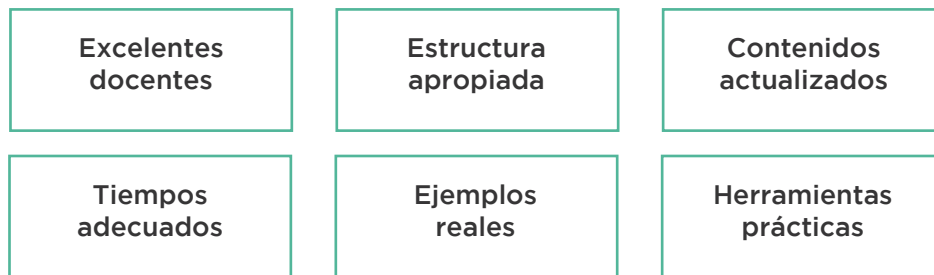 Excelentes
docentes
Estructura
apropiada
Contenidos
actualizados
Tiempos
adecuados
Ejemplos
reales
Herramientas
prácticas